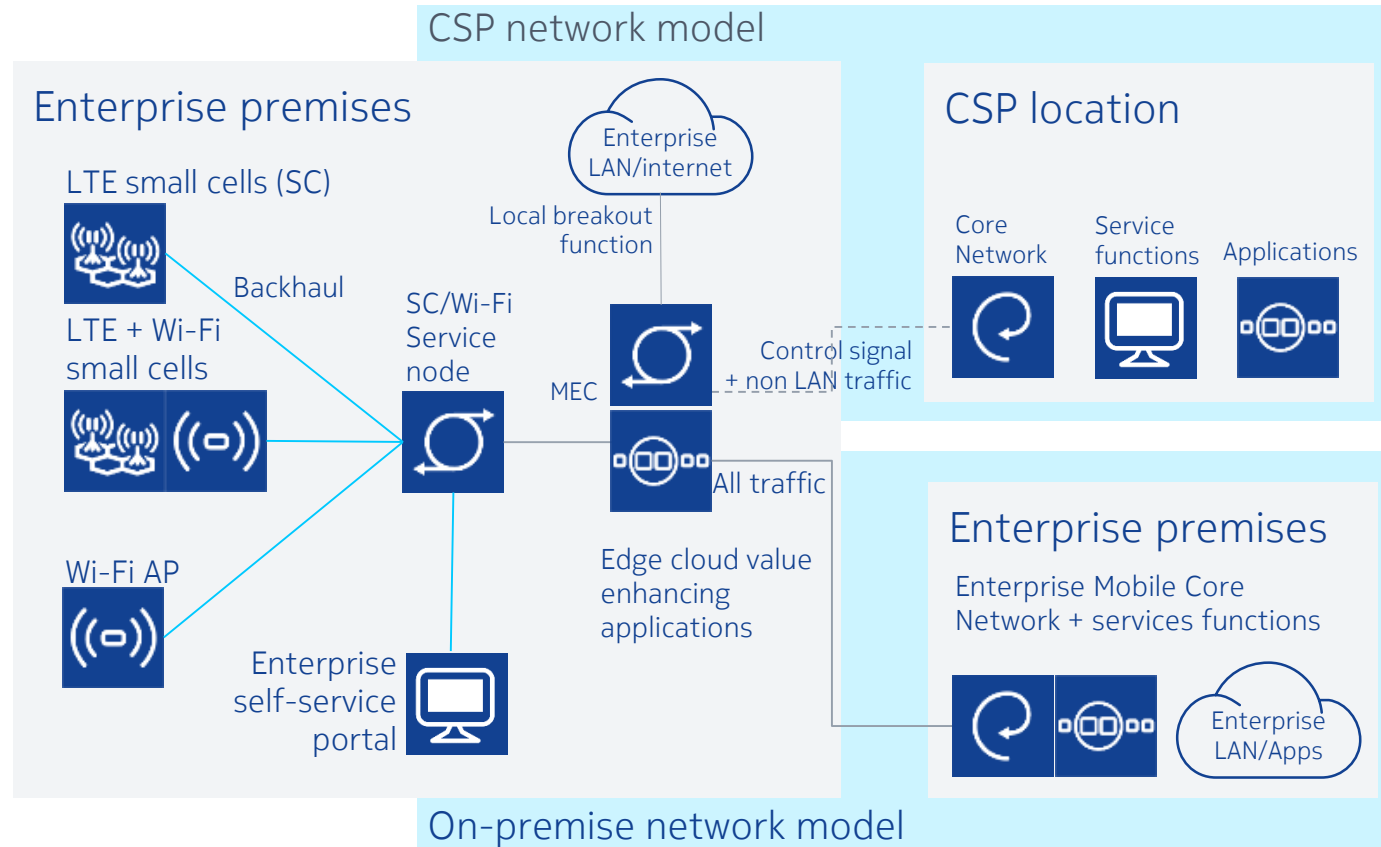 CSP network model
Enterprise premises
LTE small cells (SC)
Backhaul
LTE + Wi-Fi
small cells
Wi-Fi AP
SC/Wi-Fi
Service
node
Enterprise
self-service
portal
Enterprise
LAN/internet
Local breakout
function
MEC
Control signal
+ non LAN traffic
All traffic
Edge cloud value
enhancing
applications
CSP location
Core
Network
Service
functions
Applications
Enterprise premises
Enterprise Mobile Core
Network + services functions
Enterprise
LAN/Apps
On-premise network model